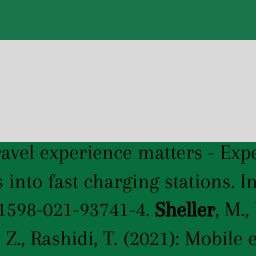 ravel experience matters - Expe
s into fast charging stations. In
1598-021-93741-4. Sheller, M.,
Z., Rashidi, T. (2021): Mobile e